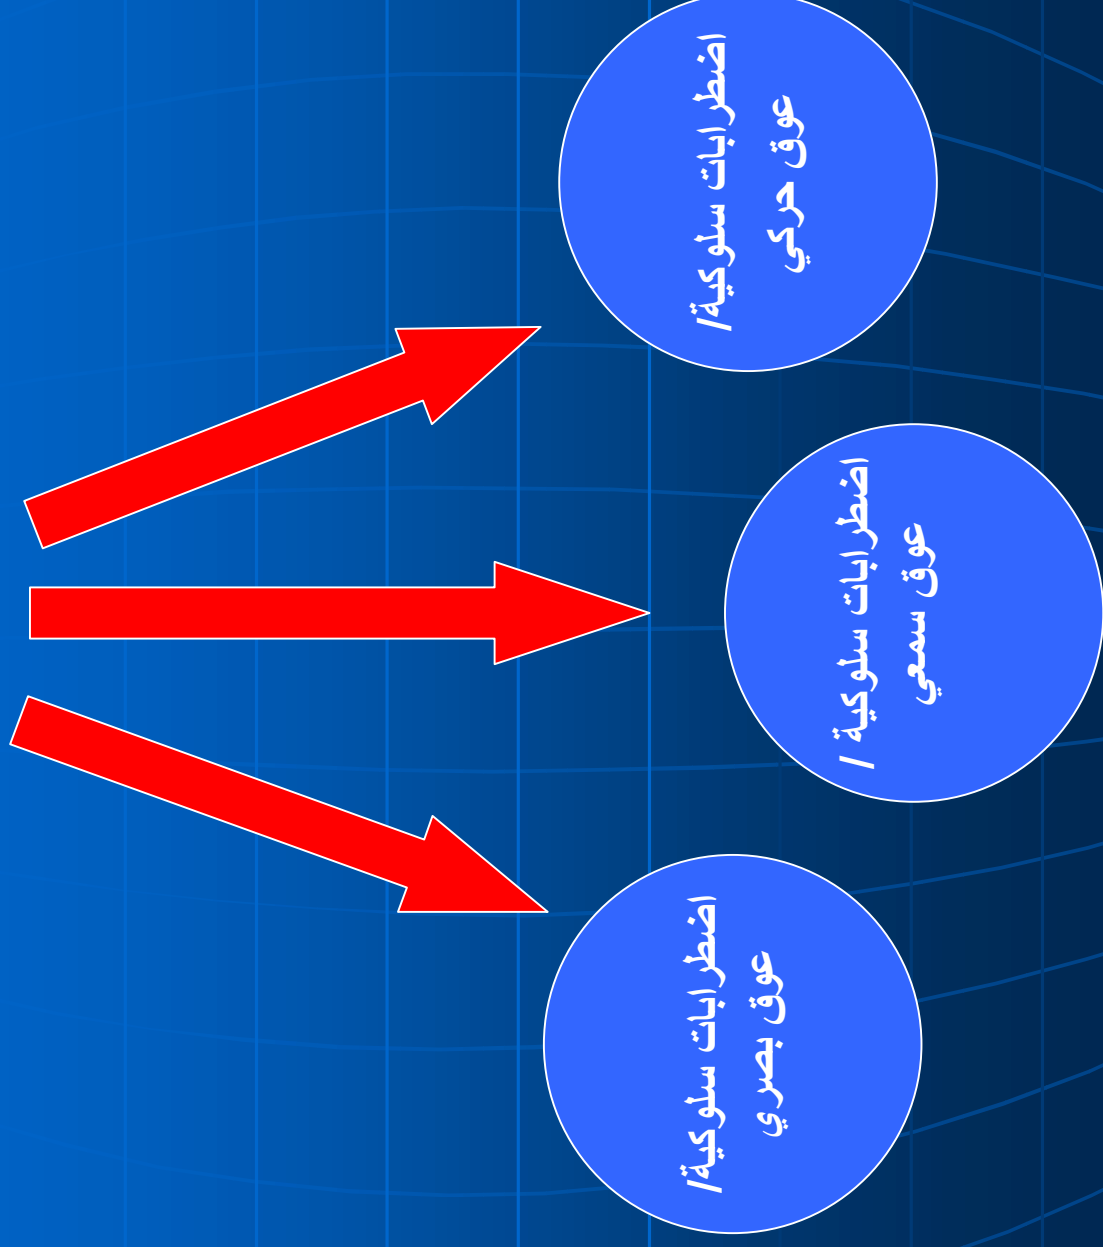 اضطرابات سلوكية/
عوق حركي
اضطرابات سلوكية /
عوق سمعي
اضطرابات سلوكية/
عوق بصري